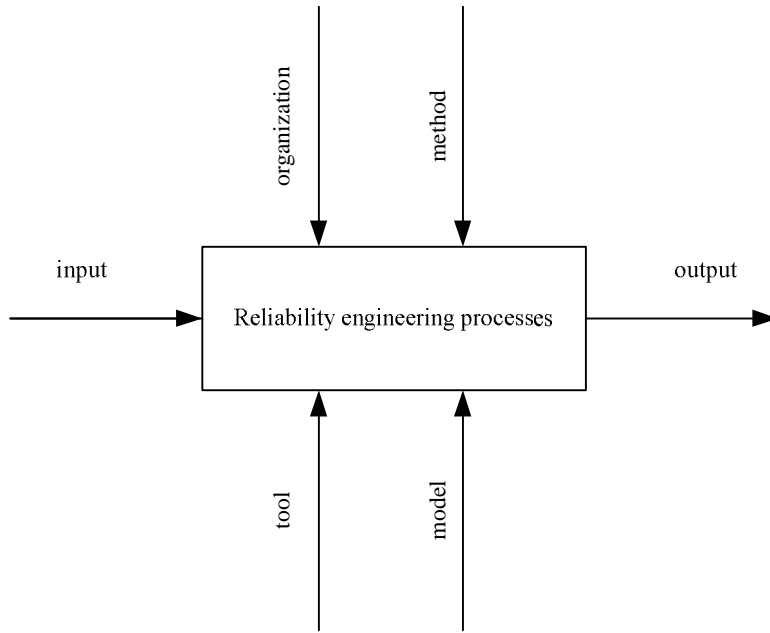 organization
method
input
output
Reliability engineering processes
tool
model